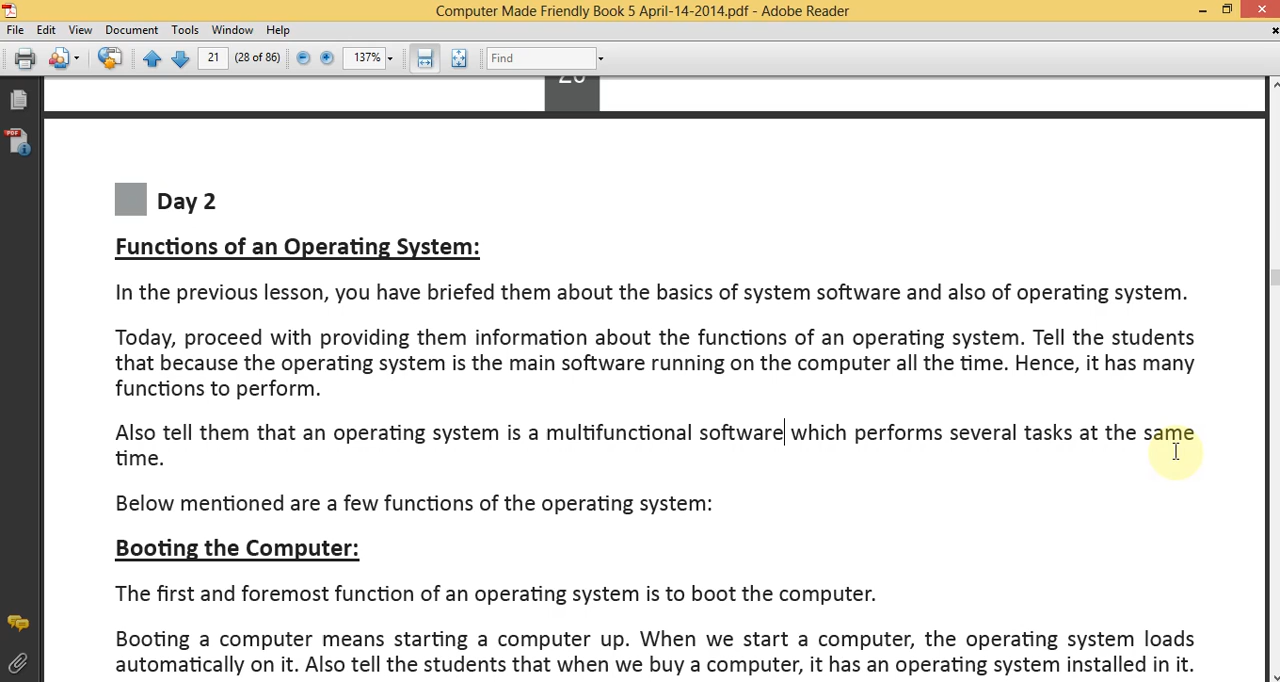 Computer Made Friendly Book 5 April-14-2014.pdf - Adobe Reader
File Edit View Document Tools Window Help
21 (28 of 86) 137% Find
Day 2
Functions of an Operating System:
In the previous lesson, you have briefed them about the basics of system software and also of operating system.
Today, proceed with providing them information about the functions of an operating system. Tell the students
that because the operating system is the main software running on the computer all the time. Hence, it has many
functions to perform.
Also tell them that an operating system is a multifunctional software which performs several tasks at the same
time.
Below mentioned are a few functions of the operating system:
Booting the Computer:
The first and foremost function of an operating system is to boot the computer.
Booting a computer means starting a computer up. When we start a computer, the operating system loads
automatically on it. Also tell the students that when we buy a computer, it has an operating system installed in it.